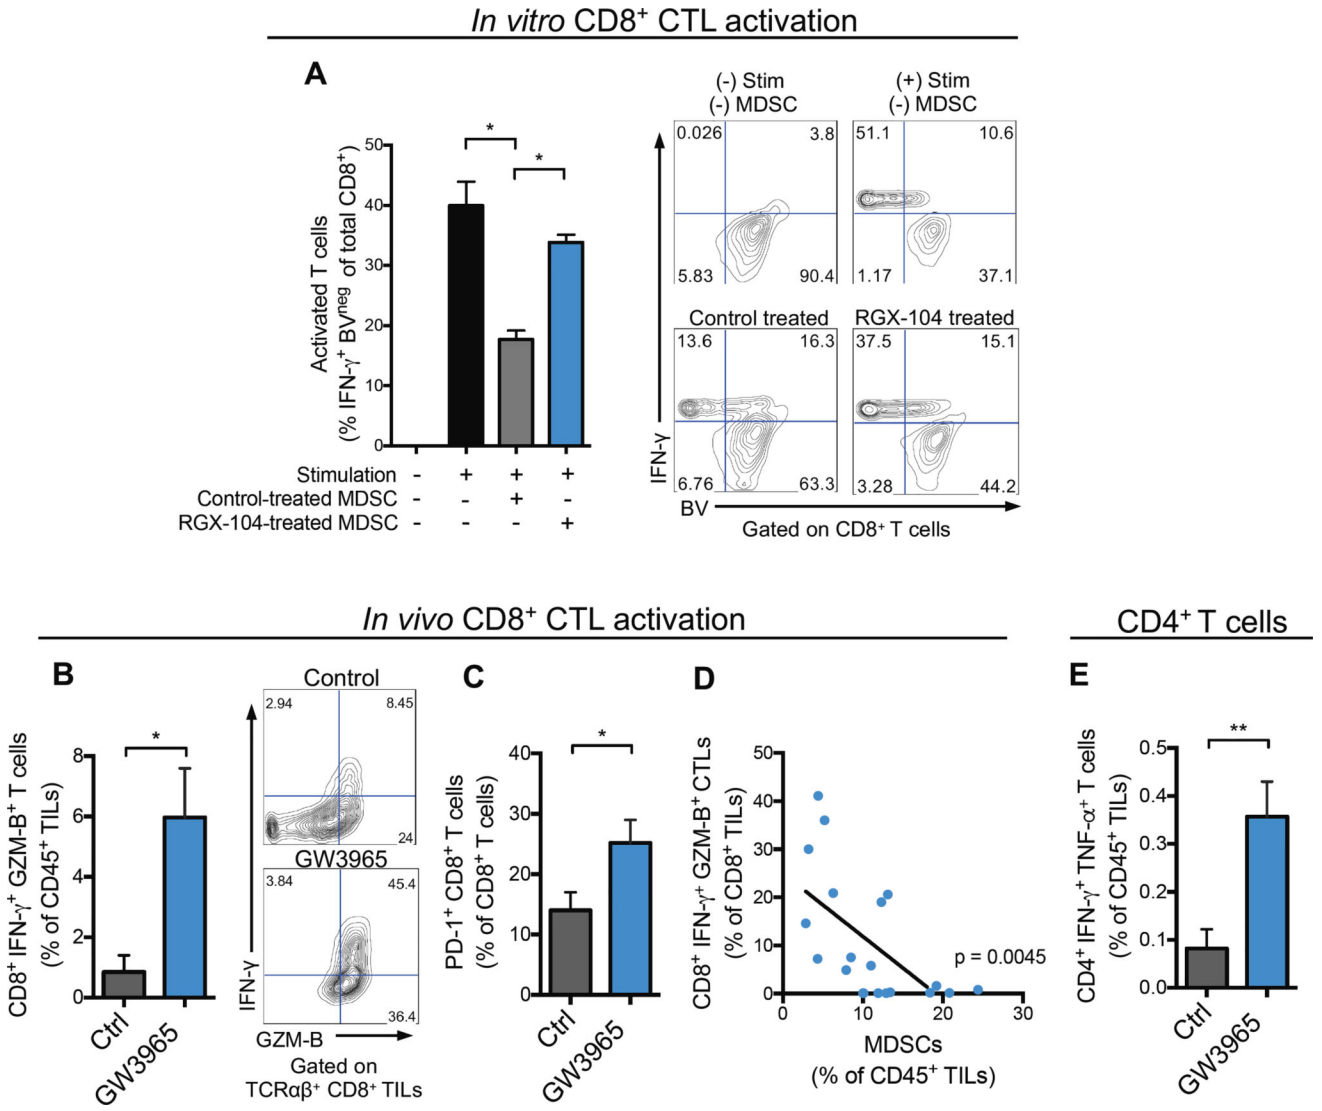 In vitro CD8+ CTL activation
A
Activated T cells
(% IFN-γ+ BVneg of total CD8+)
50
40
30
20
10
0
*
*
Stimulation - + + +
Control-treated MDSC - - + -
RGX-104-treated MDSC - - - +
(-) Stim
(-) MDSC
0.026 3.8
5.83 90.4
(+) Stim
(-) MDSC
51.1 10.6
1.17 37.1
Control treated
13.6 16.3
6.76 63.3
RGX-104 treated
37.5 15.1
3.28 44.2
IFN-γ
BV
Gated on CD8+ T cells
In vivo CD8+ CTL activation
B
CD8+ IFN-γ+ GZM-B+ T cells
(% of CD45+ TILs)
8
6
4
2
0
*
Ctrl
GW3965
Control
2.94 8.45
24
GW3965
3.84 45.4
36.4
IFN-γ
GZM-B
Gated on
TCRαβ+ CD8+ TILs
C
PD-1+ CD8+ T cells
(% of CD8+ T cells)
40
30
20
10
0
*
Ctrl
GW3965
D
CD8+ IFN-γ+ GZM-B+ CTLs
(% of CD8+ TILs)
50
40
30
20
10
0
p = 0.0045
0 10 20 30
MDSCs
(% of CD45+ TILs)
CD4+ T cells
E
CD4+ IFN-γ+ TNF-α+ T cells
(% of CD45+ TILs)
0.5
0.4
0.3
0.2
0.1
0.0
**
Ctrl
GW3965